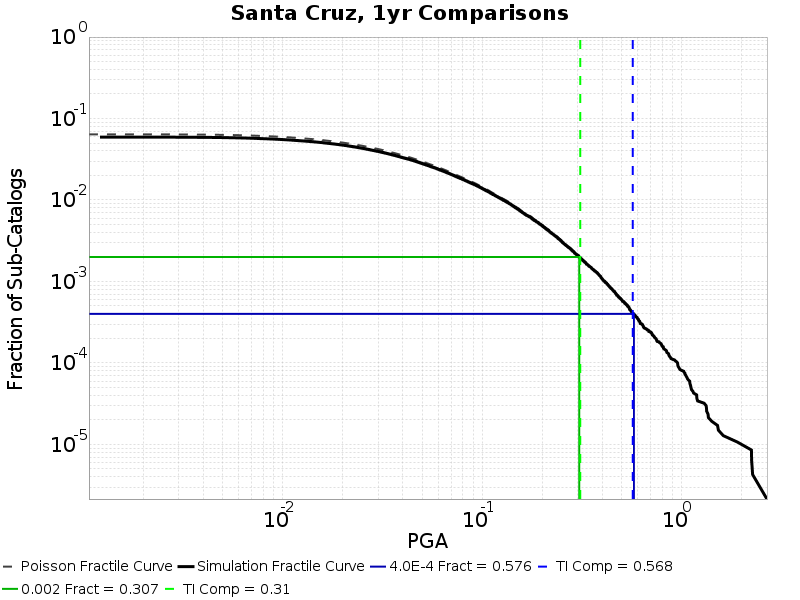 Santa Cruz, 1yr Comparisons
Fraction of Sub-Catalogs
10^0
10^-1
10^-2
10^-3
10^-4
10^-5
10^-2 10^-1 10^0
PGA
Poisson Fractile Curve Simulation Fractile Curve 4.0E-4 Fract = 0.576 TI Comp = 0.568
0.002 Fract = 0.307 TI Comp = 0.31